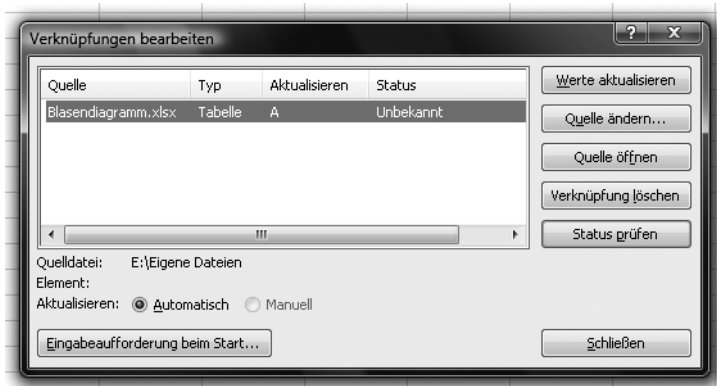 Verknüpfungen bearbeiten
Quelle Typ Aktualisieren Status
Blasendiagramm.xlsx Tabelle A Unbekannt
Werte aktualisieren
Quelle ändern...
Quelle öffnen
Verknüpfung löschen
Status prüfen
Quelldatei: E:\Eigene Dateien
Element:
Aktualisieren: Automatisch Manuell
Eingabeaufforderung beim Start...
Schließen